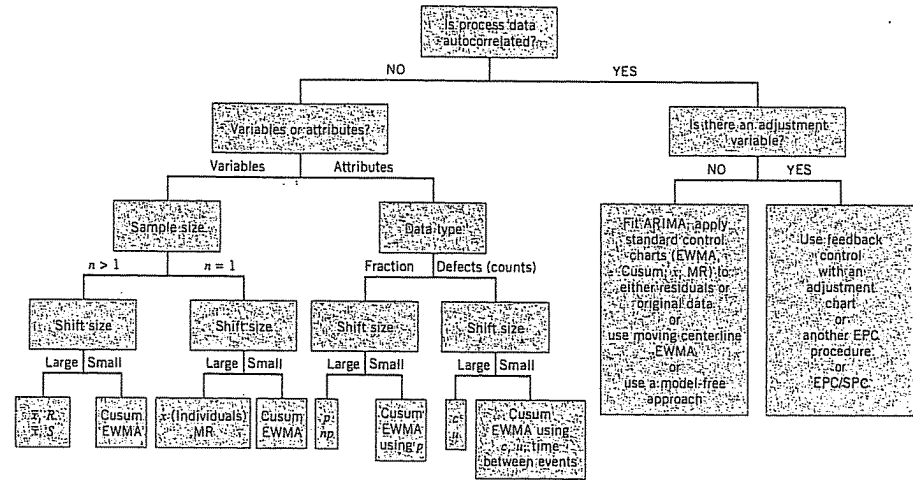 Is process data
autocorrelated?
NO
YES
Variables or attributes?
Is there an adjustment
variable?
Variables
Attributes
NO
YES
Sample size
Data type
Fit ARIMA; apply
standard control
charts (EWMA,
Cusum, x, MR) to
either residuals or
original data
or
use moving centerline
EWMA
or
use a model-free
approach
Use feedback
control
with an
adjustment
chart
or
another EPC
procedure
or
EPC/SPC
n > 1
n = 1
Fraction
Defects (counts)
Shift size
Shift size
Shift size
Shift size
Large
Small
Large
Small
Large
Small
Large
Small
x̅, R
x̅, S
Cusum
EWMA
x (Individuals)
MR
Cusum
EWMA
p
np
Cusum
EWMA
using p
c
u
Cusum
EWMA using
c, u; time
between events